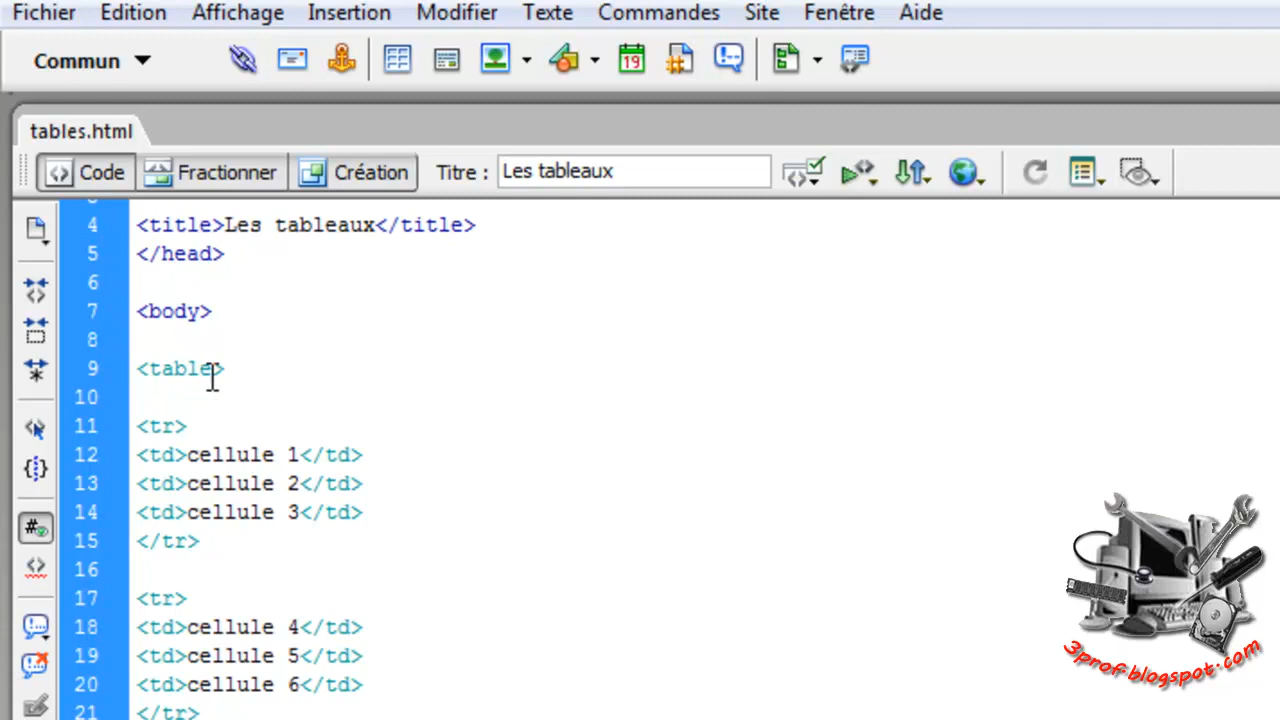 Fichier Edition Affichage Insertion Modifier Texte Commandes Site Fenêtre Aide
Commun 19
tables.html
Code Fractionner Création Titre : Les tableaux
4 <title>Les tableaux</title>
5 </head>
6
7 <body>
8
9 <table>
10
11 <tr>
12 <td>cellule 1</td>
13 <td>cellule 2</td>
14 <td>cellule 3</td>
15 </tr>
16
17 <tr>
18 <td>cellule 4</td>
19 <td>cellule 5</td>
20 <td>cellule 6</td>
21 </tr>
3prof.blogspot.com